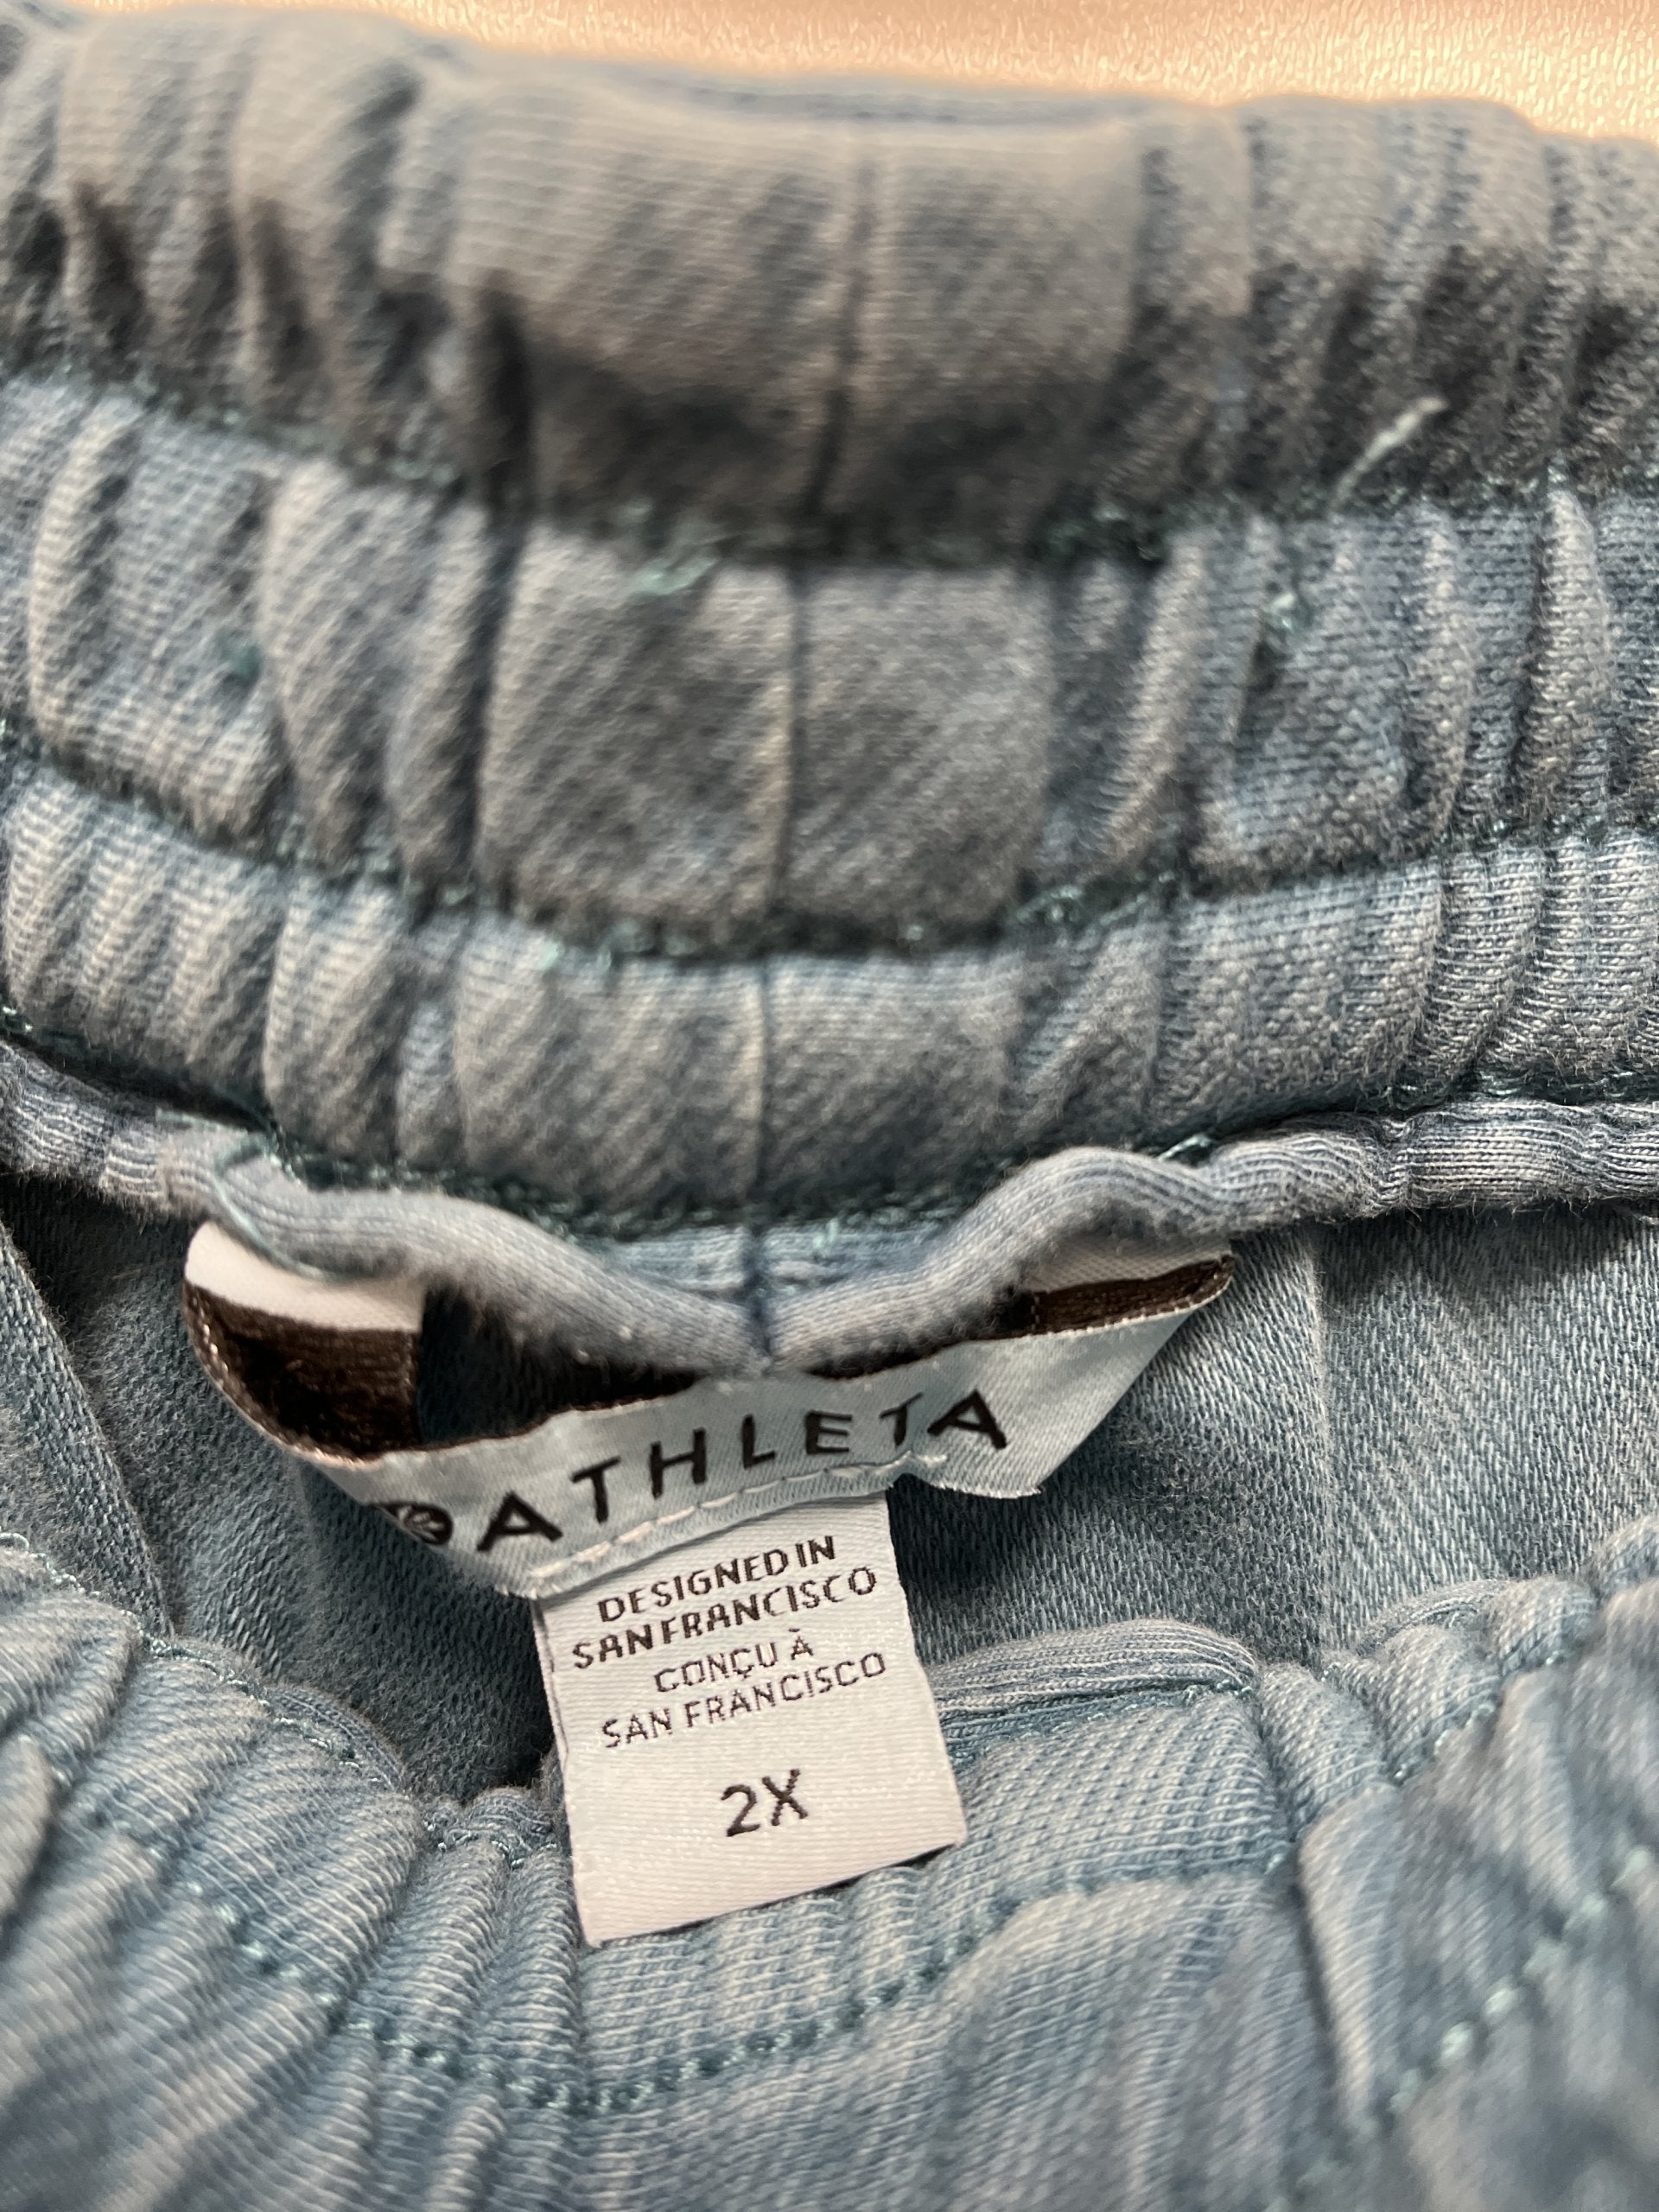 ATHLETA
DESIGNED IN
SAN FRANCISCO
CONÇU À
SAN FRANCISCO
2X